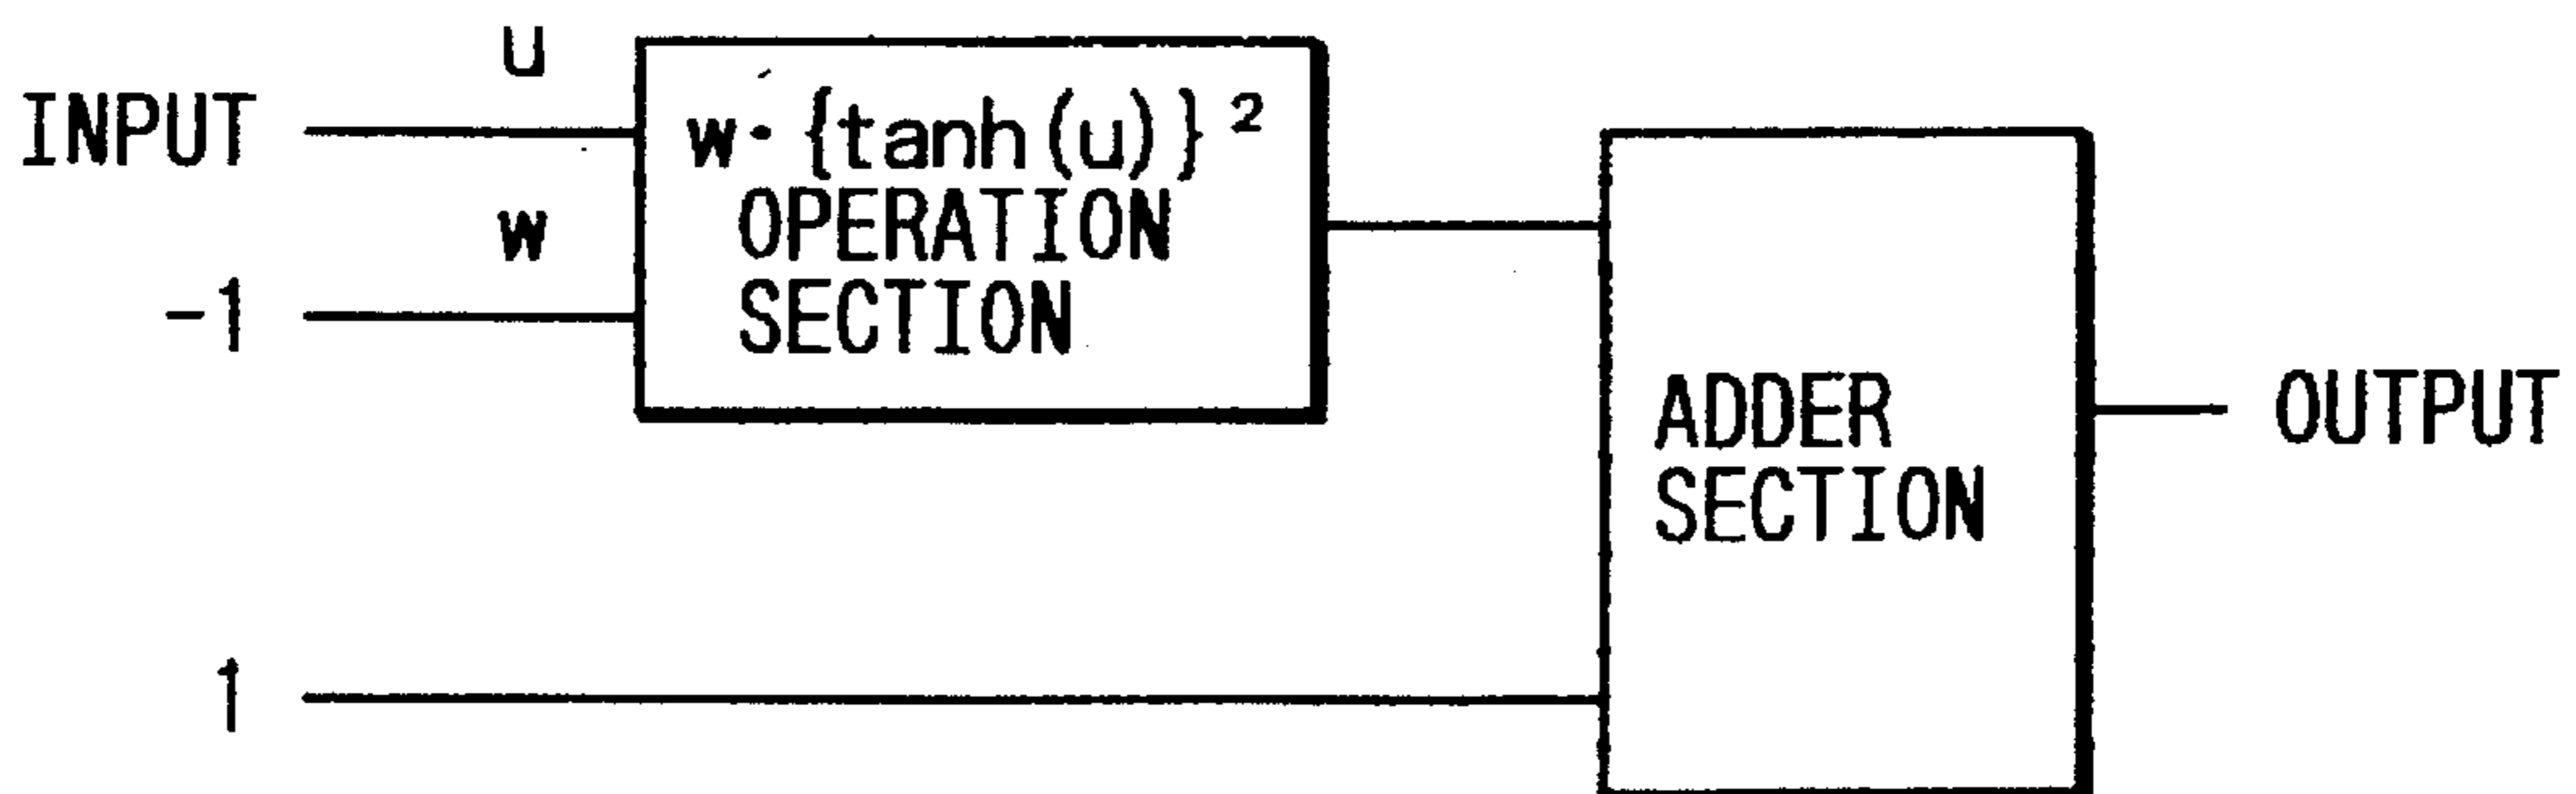 u
INPUT
w· {tanh(u)}²
OPERATION
SECTION
w
-1
ADDER
SECTION
OUTPUT
1